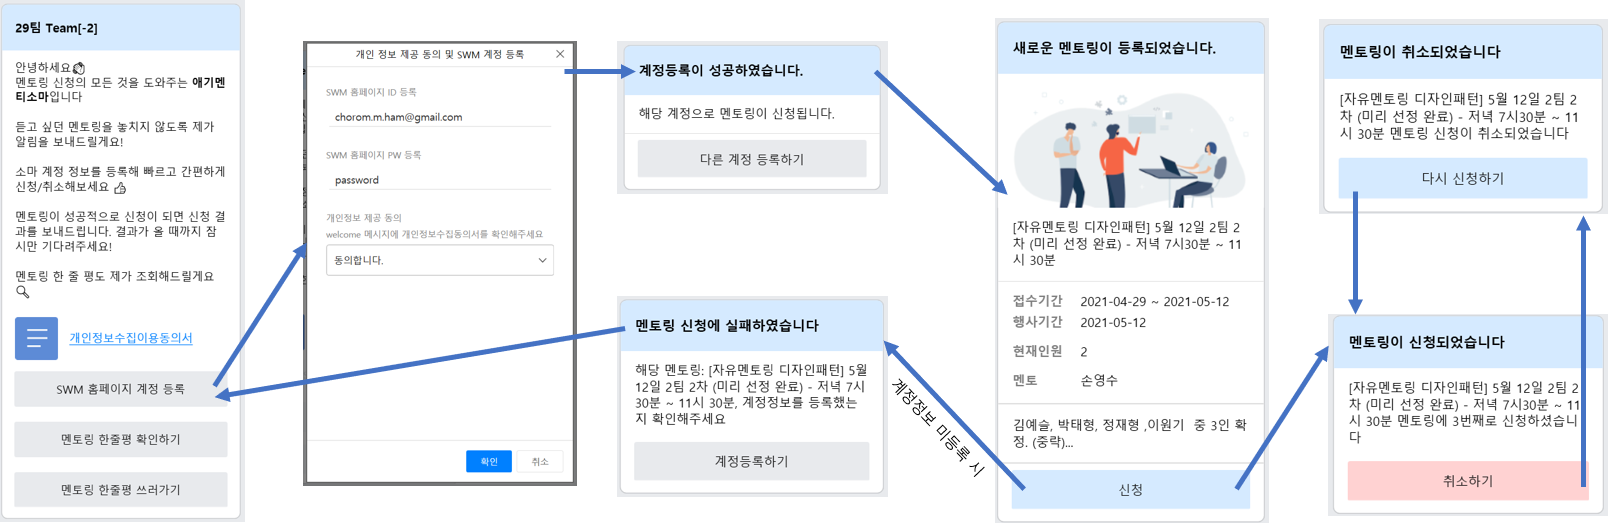 29팀 Team[-2]
안녕하세요
멘토링 신청의 모든 것을 도와주는 애기멘
티소마입니다
듣고 싶던 멘토링을 놓치지 않도록 제가
알림을 보내드릴게요!
소마 계정 정보를 등록해 빠르고 간편하게
신청/취소해보세요
멘토링이 성공적으로 신청이 되면 신청 결
과를 보내드립니다. 결과가 올 때까지 잠
시만 기다려주세요!
멘토링 한 줄 평도 제가 조회해드릴게요
개인정보수집이용동의서
SWM 홈페이지 계정 등록
멘토링 한줄평 확인하기
멘토링 한줄평 쓰러가기
개인 정보 제공 동의 및 SWM 계정 등록
SWM 홈페이지 ID 등록
chorom.m.ham@gmail.com
SWM 홈페이지 PW 등록
password
개인정보 제공 동의
welcome 메시지에 개인정보수집동의서를 확인해주세요
동의합니다.
확인
취소
계정등록이 성공하였습니다.
해당 계정으로 멘토링이 신청됩니다.
다른 계정 등록하기
멘토링 신청에 실패하였습니다
해당 멘토링: [자유멘토링 디자인패턴] 5월
12일 2팀 2차 (미리 선정 완료) - 저녁 7시
30분 ~ 11시 30분, 계정정보를 등록했는
지 확인해주세요
계정등록하기
계정정보 미등록 시
새로운 멘토링이 등록되었습니다.
[자유멘토링 디자인패턴] 5월 12일 2팀 2
차 (미리 선정 완료) - 저녁 7시30분 ~ 11
시 30분
접수기간 2021-04-29 ~ 2021-05-12
행사기간 2021-05-12
현재인원 2
멘토 손영수
김예슬, 박태형, 정재형 ,이원기 중 3인 확
정. (중략)...
신청
멘토링이 취소되었습니다
[자유멘토링 디자인패턴] 5월 12일 2팀 2
차 (미리 선정 완료) - 저녁 7시30분 ~ 11
시 30분 멘토링 신청이 취소되었습니다
다시 신청하기
멘토링이 신청되었습니다
[자유멘토링 디자인패턴] 5월 12일 2팀 2
차 (미리 선정 완료) - 저녁 7시30분 ~ 11
시 30분 멘토링에 3번째로 신청하셨습니
다
취소하기